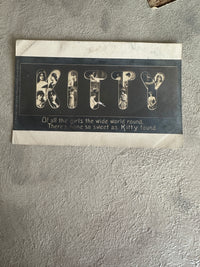 KITTY
Of all the girls the wide world round,
There's none so sweet as Kitty found.